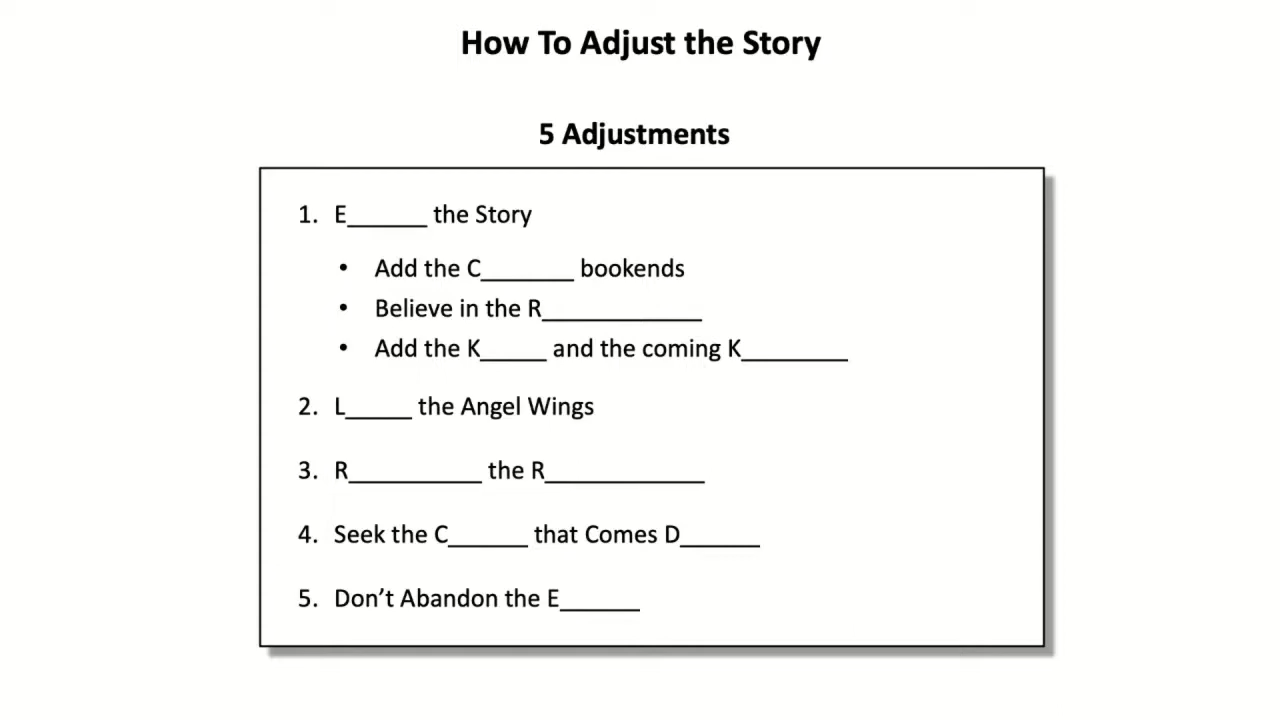 How To Adjust the Story
5 Adjustments
1. E______ the Story
• Add the C_______ bookends
• Believe in the R____________
• Add the K_____ and the coming K________
2. L_____ the Angel Wings
3. R__________ the R____________
4. Seek the C______ that Comes D______
5. Don’t Abandon the E______